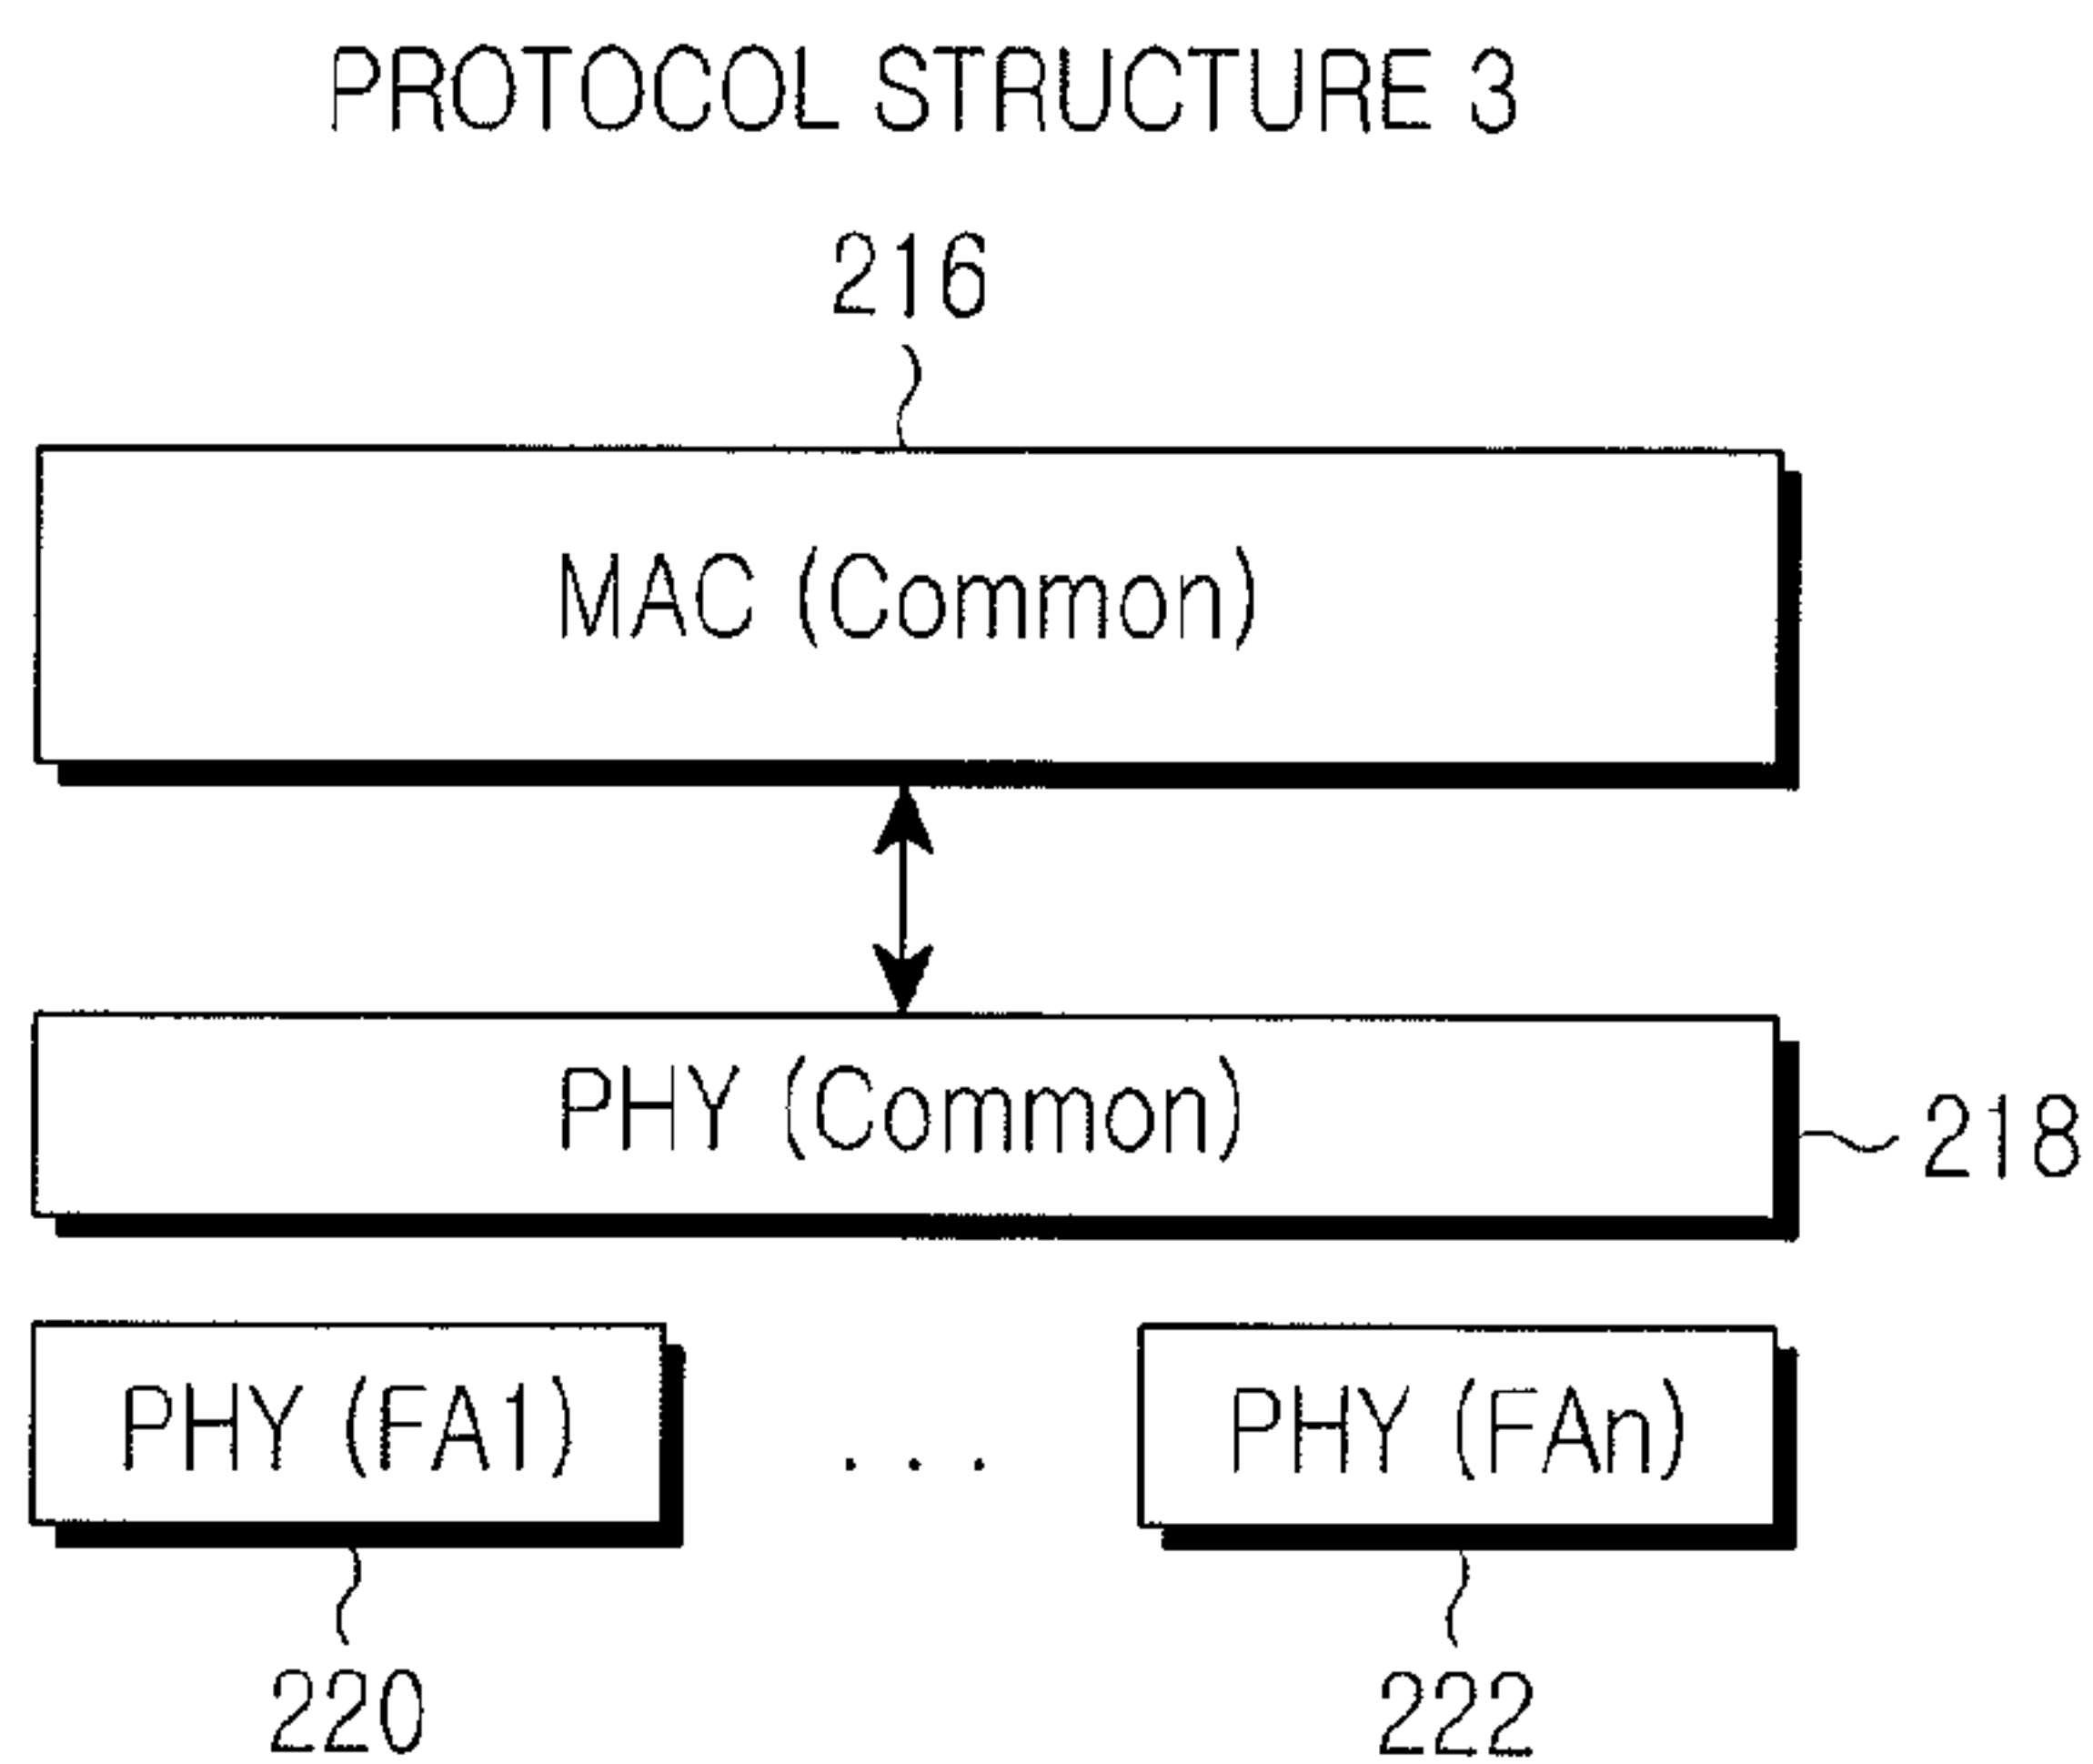 PROTOCOL STRUCTURE 3
216
MAC (Common)
PHY (Common)
218
PHY (FA1)
. . .
PHY (FAn)
220
222